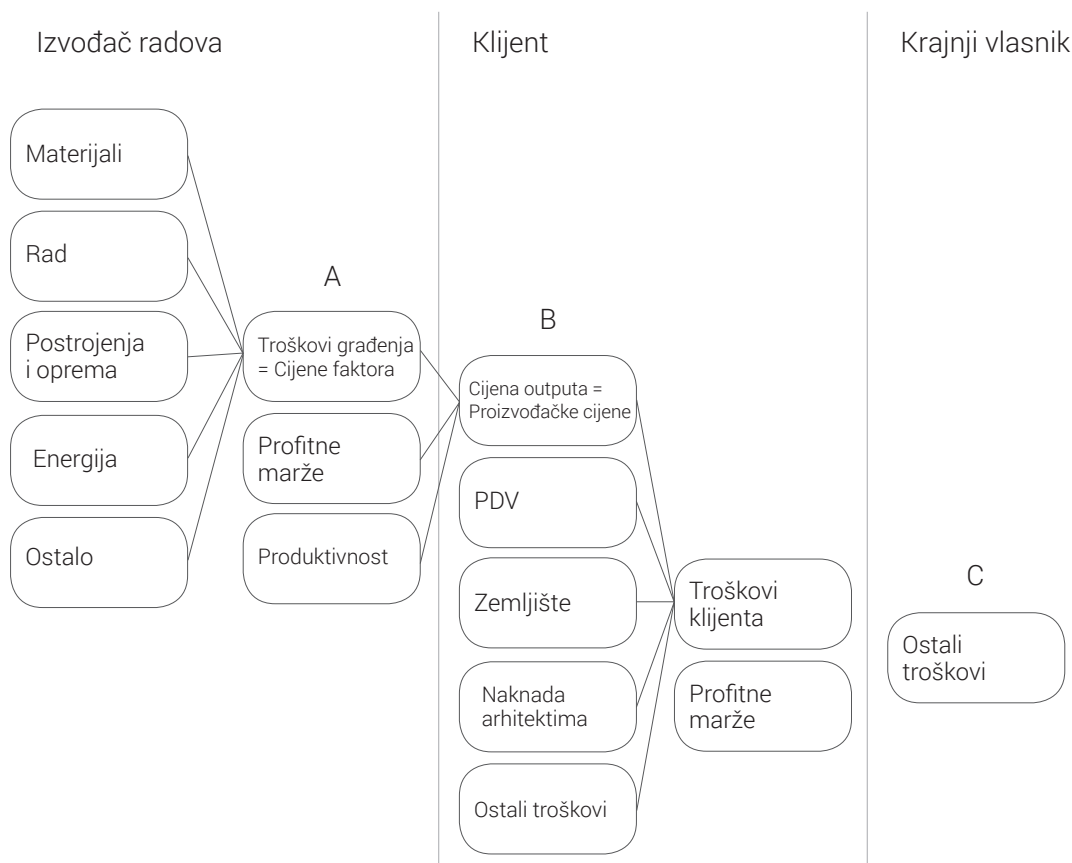 Izvođač radova
Klijent
Krajnji vlasnik
Materijali
Rad
Postrojenja
i oprema
Energija
Ostalo
A
Troškovi građenja
= Cijene faktora
Profitne
marže
Produktivnost
B
Cijena outputa =
Proizvođačke cijene
PDV
Zemljište
Naknada
arhitektima
Ostali troškovi
Troškovi
klijenta
Profitne
marže
C
Ostali
troškovi